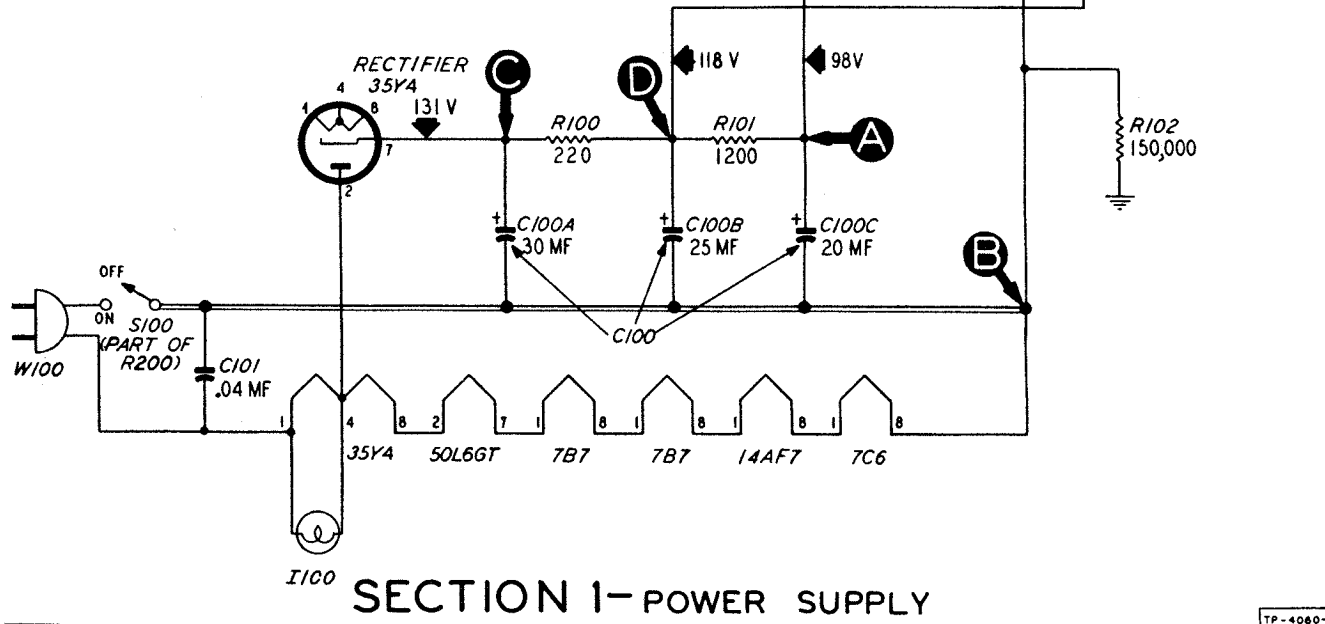 118 V
98V
C
D
RECTIFIER
35Y4
131 V
4
4
8
7
2
R100
220
R101
1200
A
R102
150,000
+
C100A
.30 MF
+
C100B
25 MF
+
C100C
20 MF
B
C100
OFF
ON
S100
(PART OF
R200)
W100
C101
.04 MF
1
4
8
2
7
1
8
1
8
1
8
1
8
35Y4
50L6GT
7B7
7B7
14AF7
7C6
I100
SECTION 1– POWER SUPPLY
TP-4060-